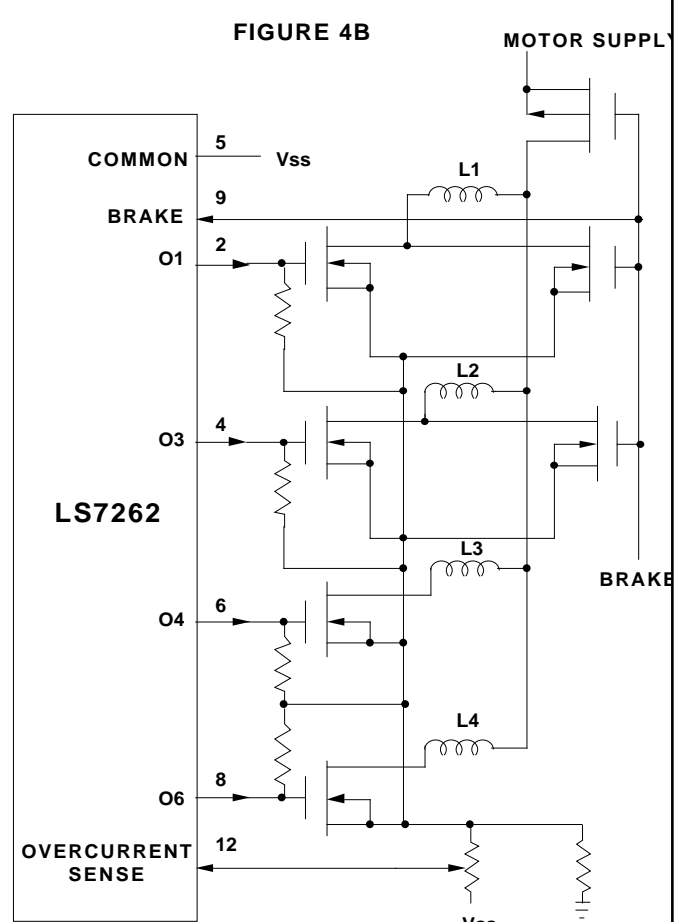 FIGURE 4B
MOTOR SUPPLY
COMMON
5
Vss
L1
BRAKE
9
O1
2
L2
O3
4
LS7262
L3
BRAKE
O4
6
L4
O6
8
OVERCURRENT
SENSE
12
Vss